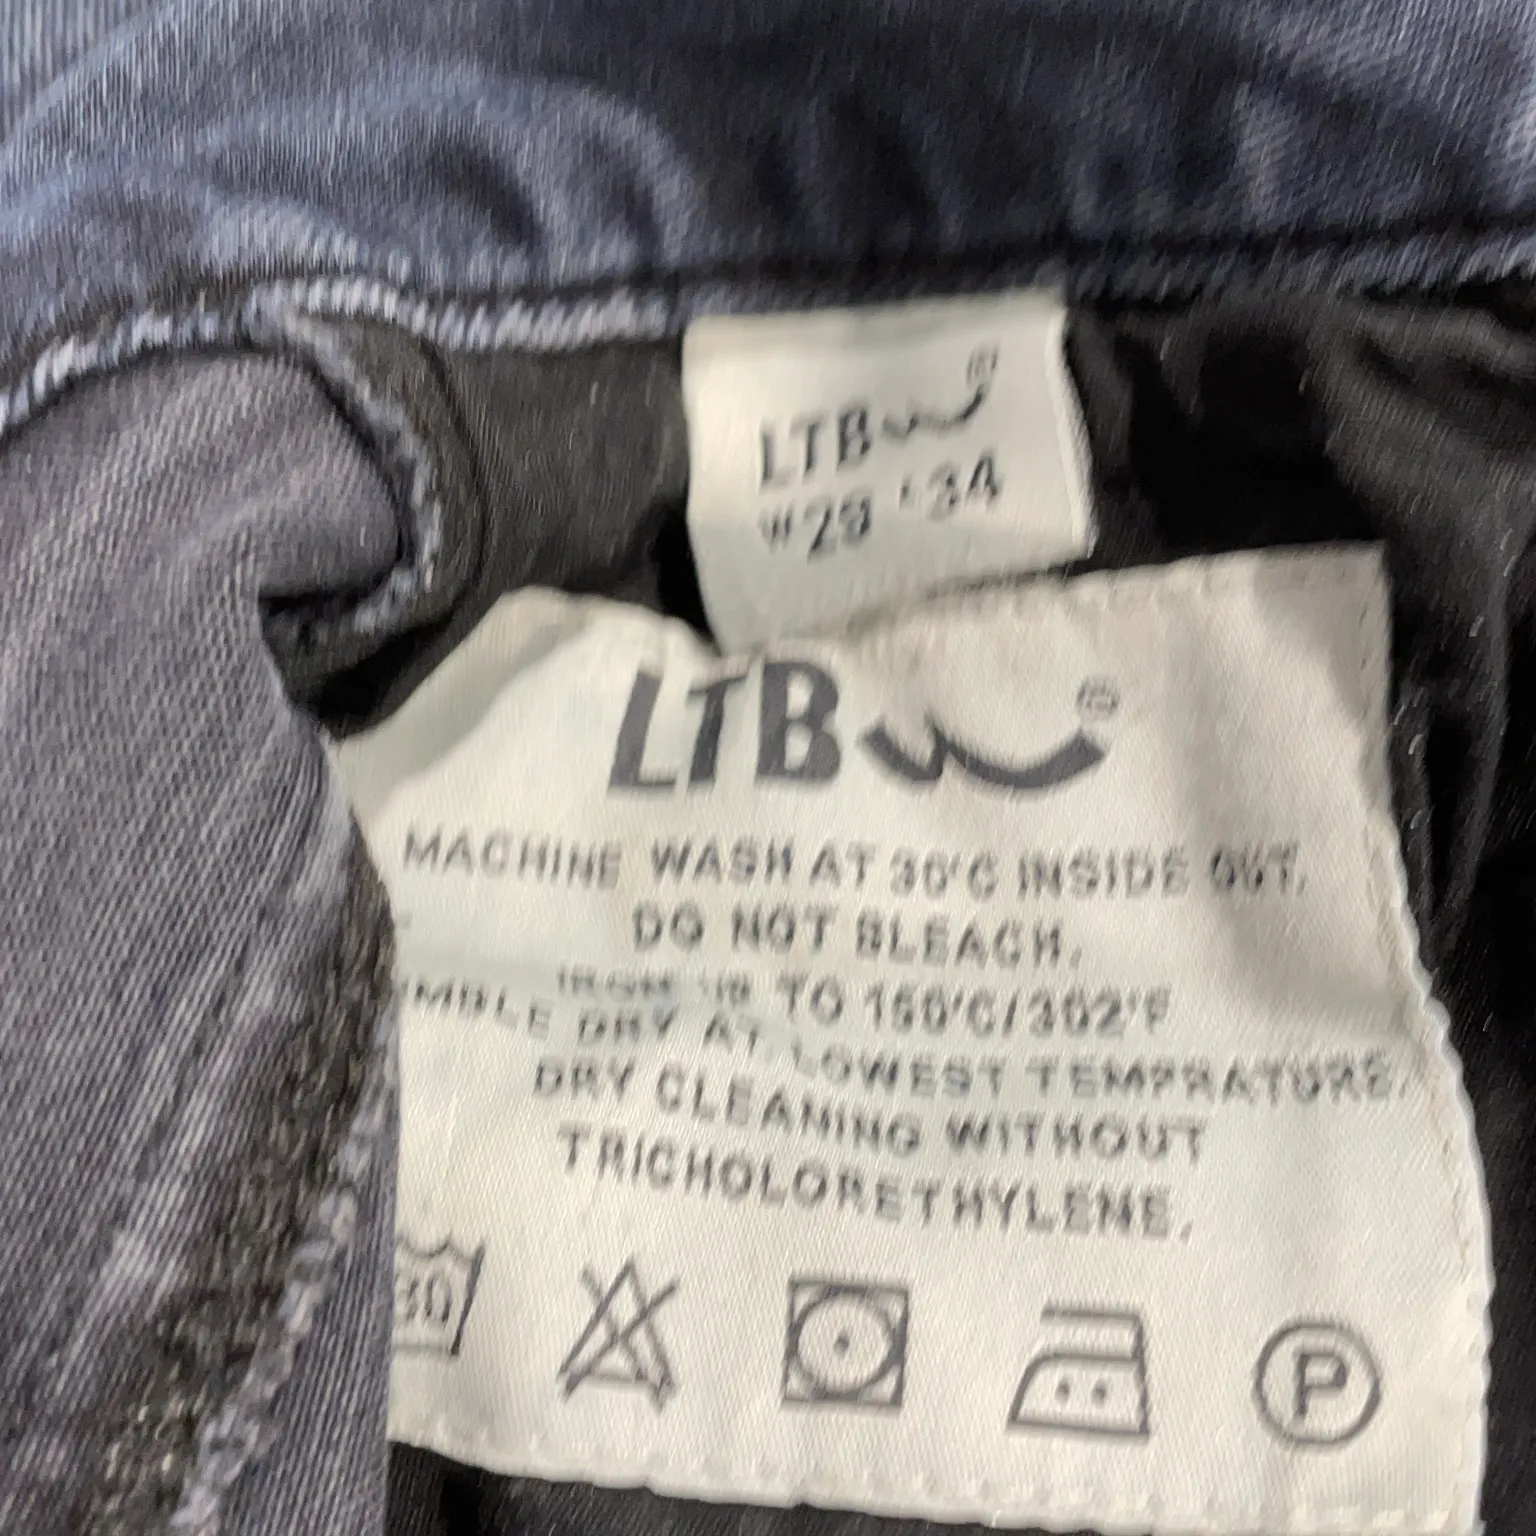 LTB ®
W29 L34
LTB ®
MACHINE WASH AT 30°C INSIDE OUT.
DO NOT BLEACH.
IRON UP TO 150°C/302°F
MBLE DRY AT LOWEST TEMPRATURE.
DRY CLEANING WITHOUT
TRICHOLORETHYLENE.
30
P